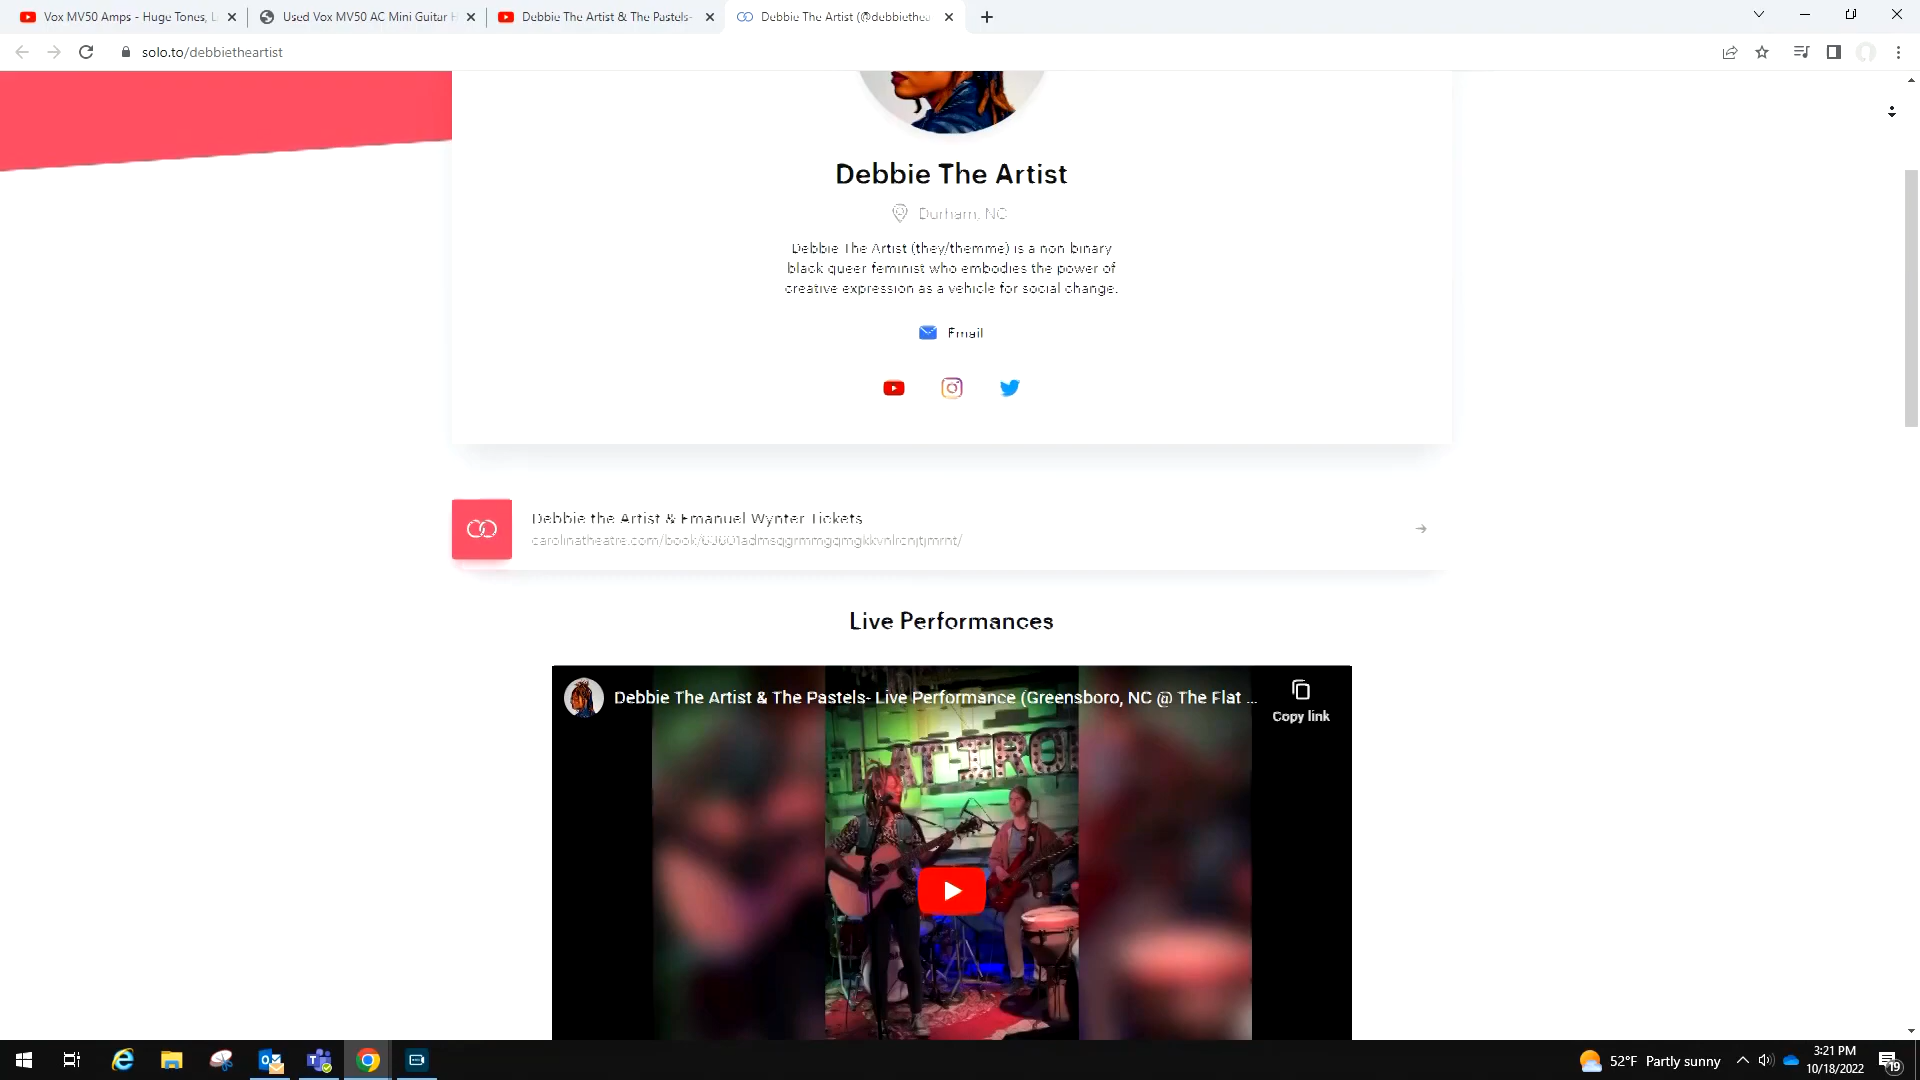 Vox MV50 Amps - Huge Tones, L
Used Vox MV50 AC Mini Guitar H
Debbie The Artist & The Pastels-
Debbie The Artist (@debbiethea
solo.to/debbietheartist
Debbie The Artist
Durham, NC
Debbie The Artist (they/themme) is a non binary
black queer feminist who embodies the power of
creative expression as a vehicle for social change.
Email
Debbie the Artist & Emanuel Wynter Tickets
Live Performances
Debbie The Artist & The Pastels- Live Performance (Greensboro, NC @ The Flat ...
Copy link
52°F Partly sunny
3:21 PM
10/18/2022
19